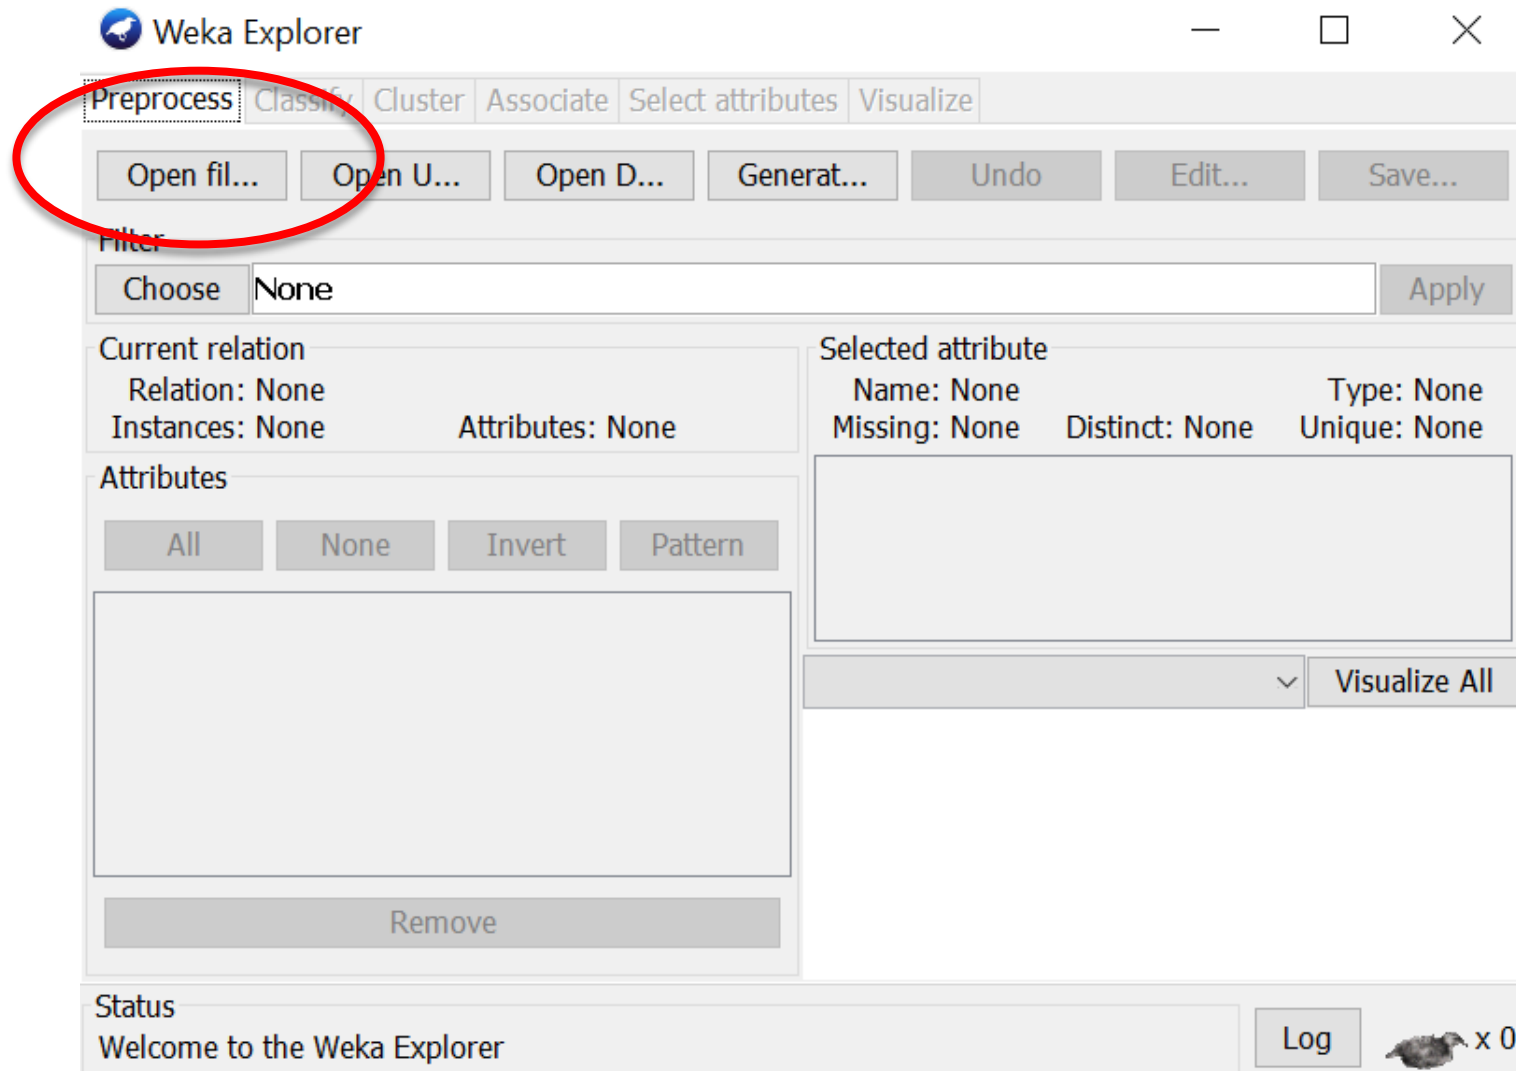 Weka Explorer
Preprocess Classify Cluster Associate Select attributes Visualize
Open fil... Open U... Open D... Generat... Undo Edit... Save...
Filter
Choose None Apply
Current relation
Relation: None
Instances: None Attributes: None
Selected attribute
Name: None Type: None
Missing: None Distinct: None Unique: None
Attributes
All None Invert Pattern
Remove
Visualize All
Status
Welcome to the Weka Explorer
Log x 0